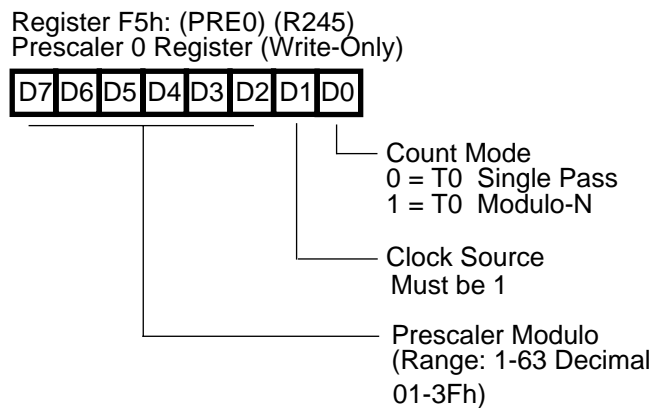 Register F5h: (PRE0) (R245)
Prescaler 0 Register (Write-Only)
D7 D6 D5 D4 D3 D2 D1 D0
Count Mode
0 = T0 Single Pass
1 = T0 Modulo-N
Clock Source
Must be 1
Prescaler Modulo
(Range: 1-63 Decimal
01-3Fh)